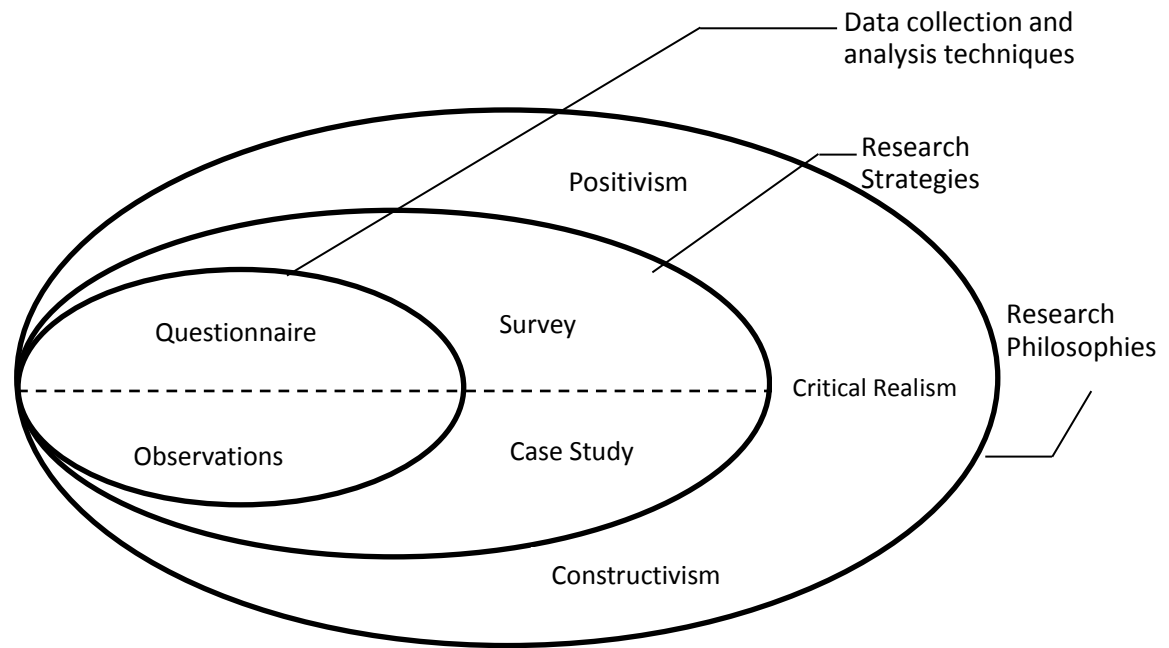 Data collection and
analysis techniques
Research
Strategies
Positivism
Research
Philosophies
Questionnaire
Survey
Critical Realism
Observations
Case Study
Constructivism